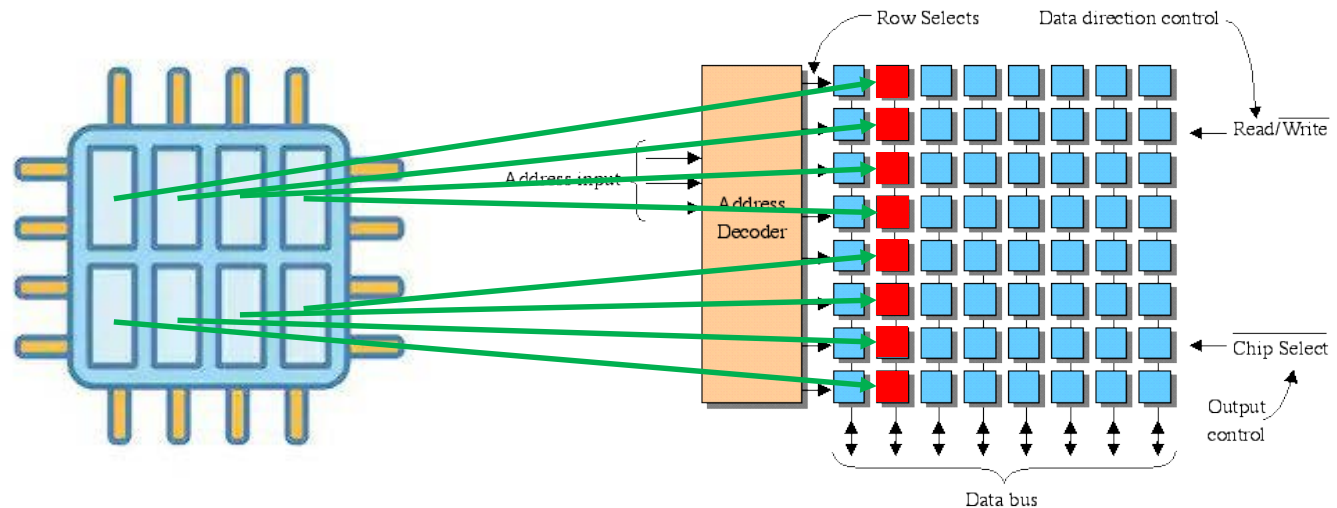 Row Selects
Data direction control
Read/Write
Address input
Address
Decoder
Chip Select
Output
control
Data bus